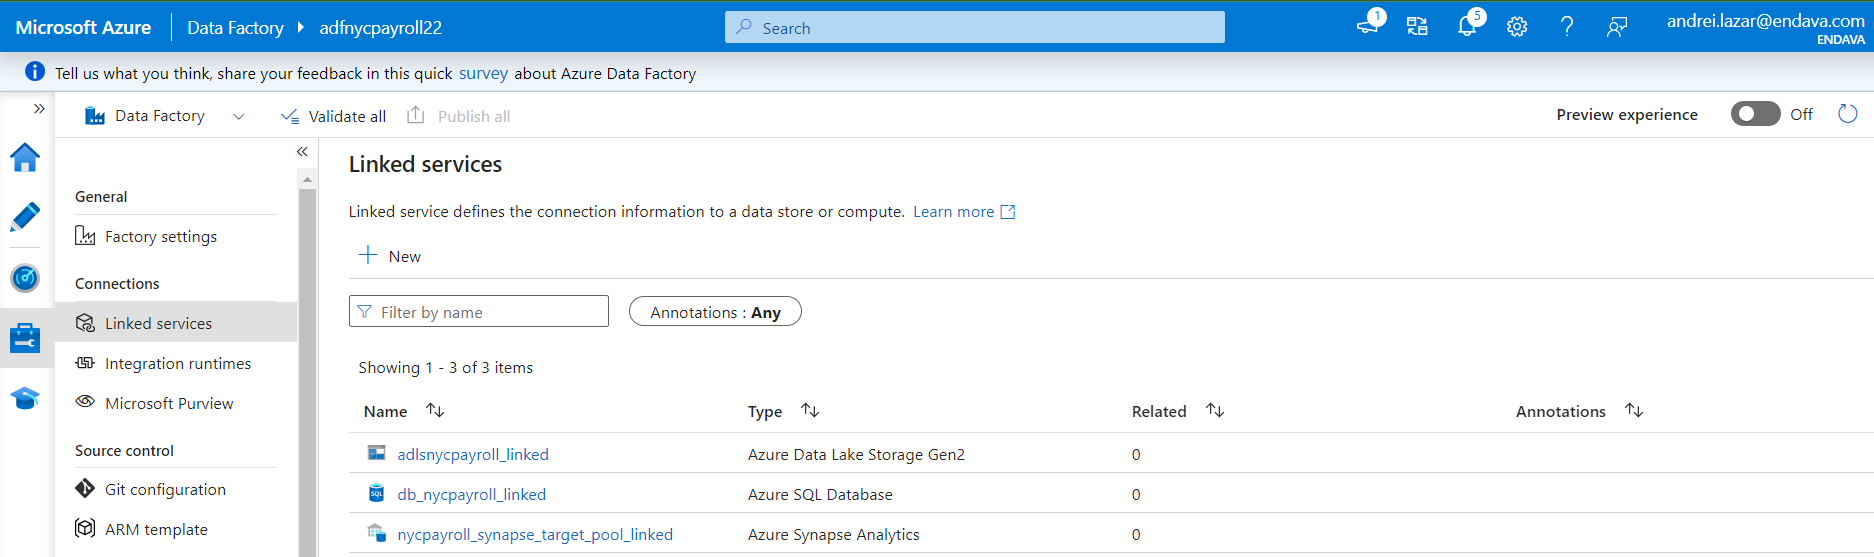 Microsoft Azure Data Factory adfnycpayroll22 Search 1 5 andrei.lazar@endava.com
ENDAVA
Tell us what you think, share your feedback in this quick survey about Azure Data Factory
Data Factory Validate all Publish all Preview experience Off
Linked services
General
Linked service defines the connection information to a data store or compute. Learn more
Factory settings
New
Connections
Filter by name Annotations : Any
Linked services
Integration runtimes
Showing 1 - 3 of 3 items
Microsoft Purview
Name Type Related Annotations
Source control
adlsnycpayroll_linked Azure Data Lake Storage Gen2 0
Git configuration
SQL db_nycpayroll_linked Azure SQL Database 0
ARM template
nycpayroll_synapse_target_pool_linked Azure Synapse Analytics 0